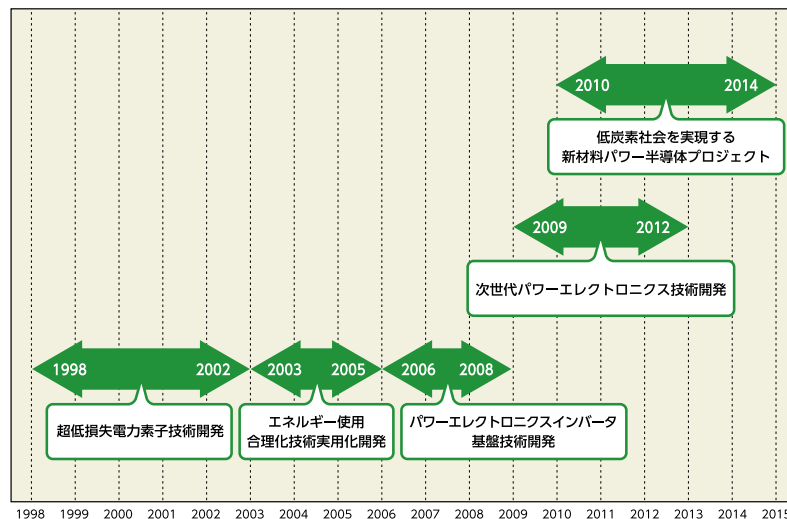 2010 2014
低炭素社会を実現する
新材料パワー半導体プロジェクト
2009 2012
次世代パワーエレクトロニクス技術開発
1998 2002 2003 2005 2006 2008
超低損失電力素子技術開発
エネルギー使用
合理化技術実用化開発
パワーエレクトロニクスインバータ
基盤技術開発
1998 1999 2000 2001 2002 2003 2004 2005 2006 2007 2008 2009 2010 2011 2012 2013 2014 2015